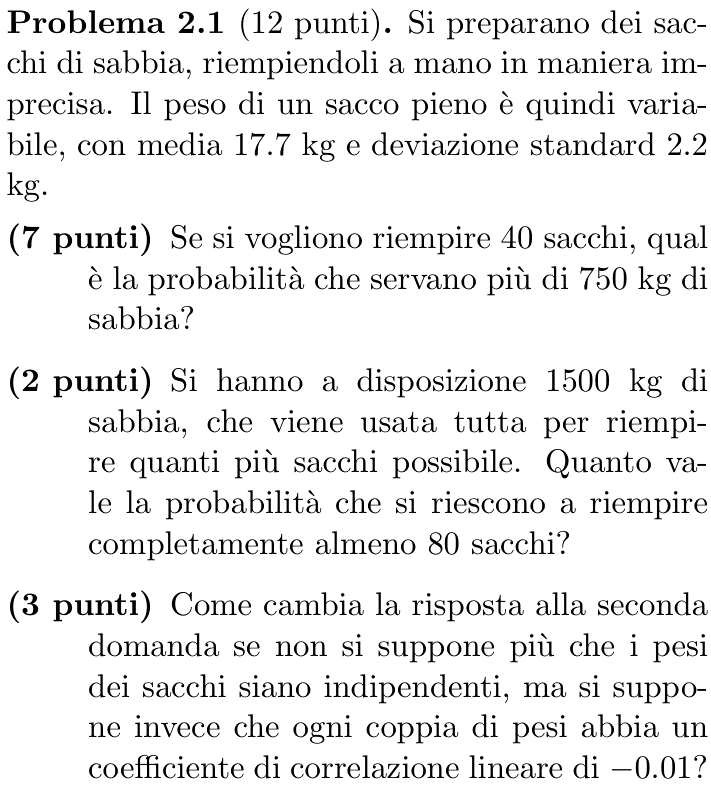 Problema 2.1 (12 punti). Si preparano dei sac-
chi di sabbia, riempiendoli a mano in maniera im-
precisa. Il peso di un sacco pieno è quindi varia-
bile, con media 17.7 kg e deviazione standard 2.2
kg.
(7 punti) Se si vogliono riempire 40 sacchi, qual
è la probabilità che servano più di 750 kg di
sabbia?
(2 punti) Si hanno a disposizione 1500 kg di
sabbia, che viene usata tutta per riempi-
re quanti più sacchi possibile. Quanto va-
le la probabilità che si riescono a riempire
completamente almeno 80 sacchi?
(3 punti) Come cambia la risposta alla seconda
domanda se non si suppone più che i pesi
dei sacchi siano indipendenti, ma si suppo-
ne invece che ogni coppia di pesi abbia un
coefficiente di correlazione lineare di −0.01?